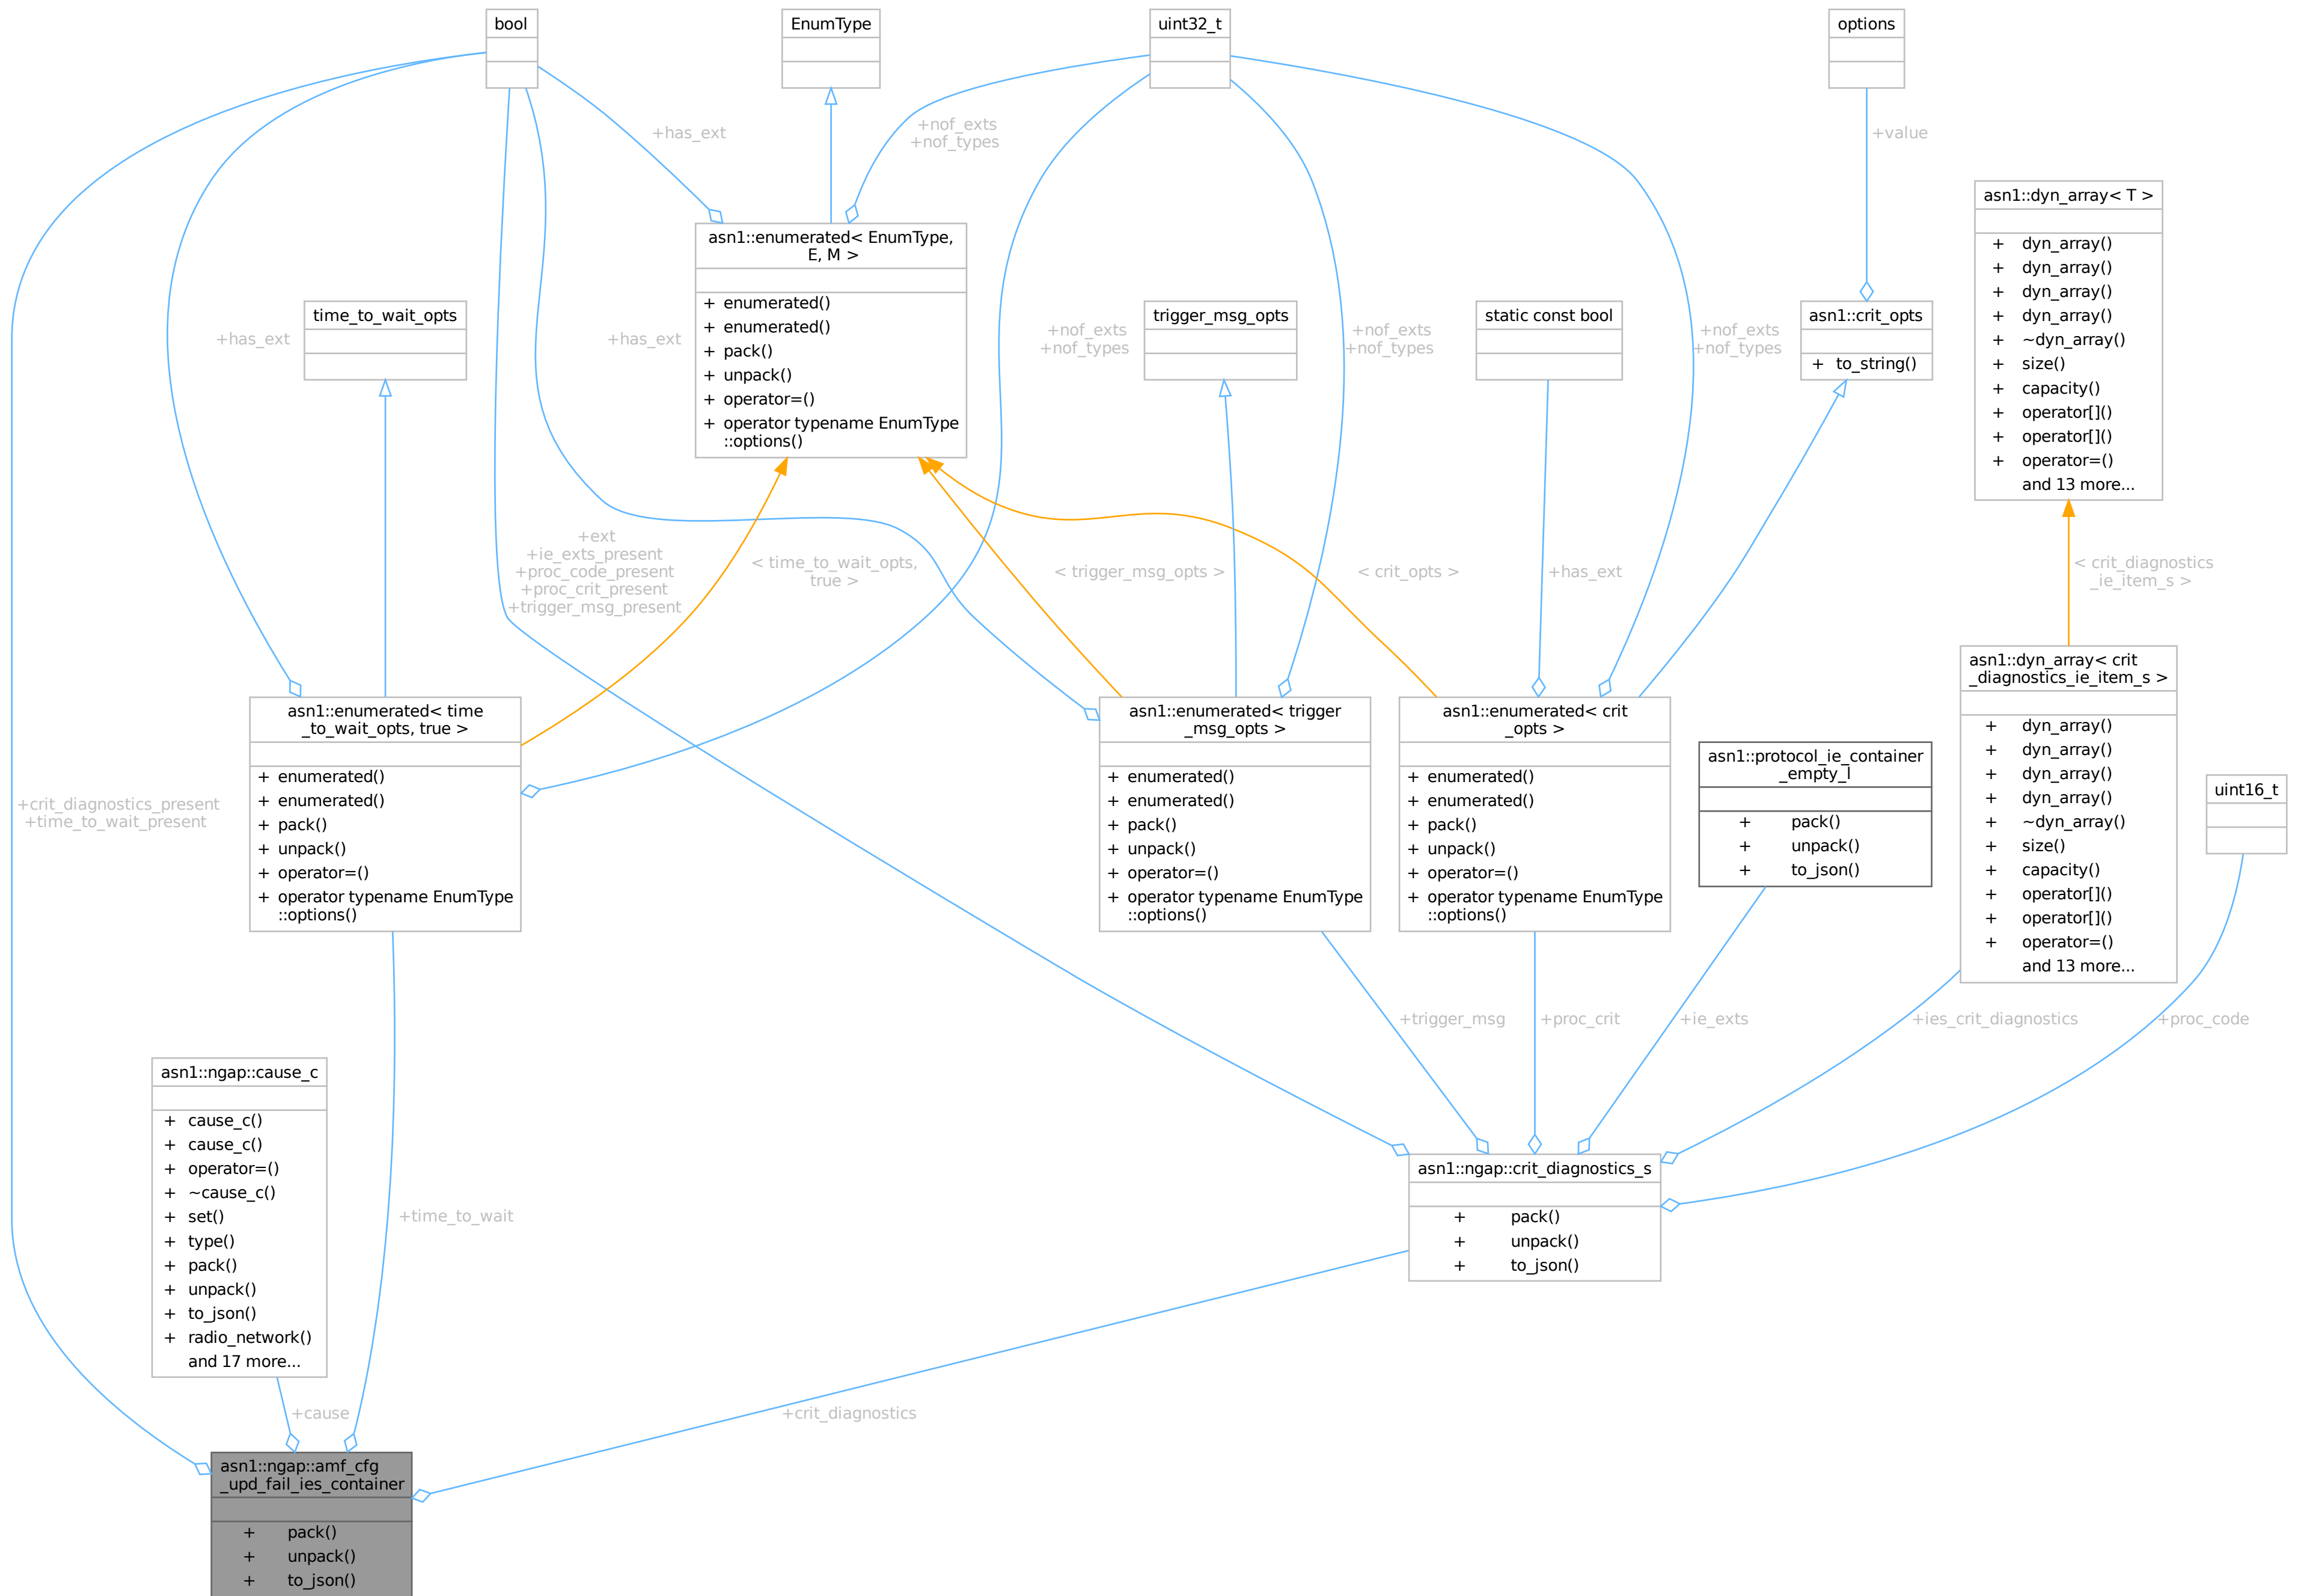 bool
EnumType
uint32_t
options
+has_ext
+nof_exts
+nof_types
+value
asn1::dyn_array< T >
+ dyn_array()
+ dyn_array()
+ dyn_array()
+ dyn_array()
+ ~dyn_array()
+ size()
+ capacity()
+ operator[]()
+ operator[]()
+ operator=()
and 13 more...
asn1::enumerated< EnumType,
E, M >
+ enumerated()
+ enumerated()
+ pack()
+ unpack()
+ operator=()
+ operator typename EnumType
::options()
time_to_wait_opts
trigger_msg_opts
static const bool
asn1::crit_opts
+ to_string()
+has_ext
+has_ext
+nof_exts
+nof_types
+nof_exts
+nof_types
+nof_exts
+nof_types
+ext
+ie_exts_present
+proc_code_present
+proc_crit_present
+trigger_msg_present
< time_to_wait_opts,
true >
< trigger_msg_opts >
< crit_opts >
+has_ext
< crit_diagnostics
_ie_item_s >
asn1::enumerated< time
_to_wait_opts, true >
+ enumerated()
+ enumerated()
+ pack()
+ unpack()
+ operator=()
+ operator typename EnumType
::options()
asn1::enumerated< trigger
_msg_opts >
+ enumerated()
+ enumerated()
+ pack()
+ unpack()
+ operator=()
+ operator typename EnumType
::options()
asn1::enumerated< crit
_opts >
+ enumerated()
+ enumerated()
+ pack()
+ unpack()
+ operator=()
+ operator typename EnumType
::options()
asn1::protocol_ie_container
_empty_l
+ pack()
+ unpack()
+ to_json()
asn1::dyn_array< crit
_diagnostics_ie_item_s >
+ dyn_array()
+ dyn_array()
+ dyn_array()
+ dyn_array()
+ ~dyn_array()
+ size()
+ capacity()
+ operator[]()
+ operator[]()
+ operator=()
and 13 more...
uint16_t
+crit_diagnostics_present
+time_to_wait_present
+trigger_msg
+proc_crit
+ie_exts
+ies_crit_diagnostics
+proc_code
asn1::ngap::cause_c
+ cause_c()
+ cause_c()
+ operator=()
+ ~cause_c()
+ set()
+ type()
+ pack()
+ unpack()
+ to_json()
+ radio_network()
and 17 more...
+time_to_wait
asn1::ngap::crit_diagnostics_s
+ pack()
+ unpack()
+ to_json()
+cause
+crit_diagnostics
asn1::ngap::amf_cfg
_upd_fail_ies_container
+ pack()
+ unpack()
+ to_json()